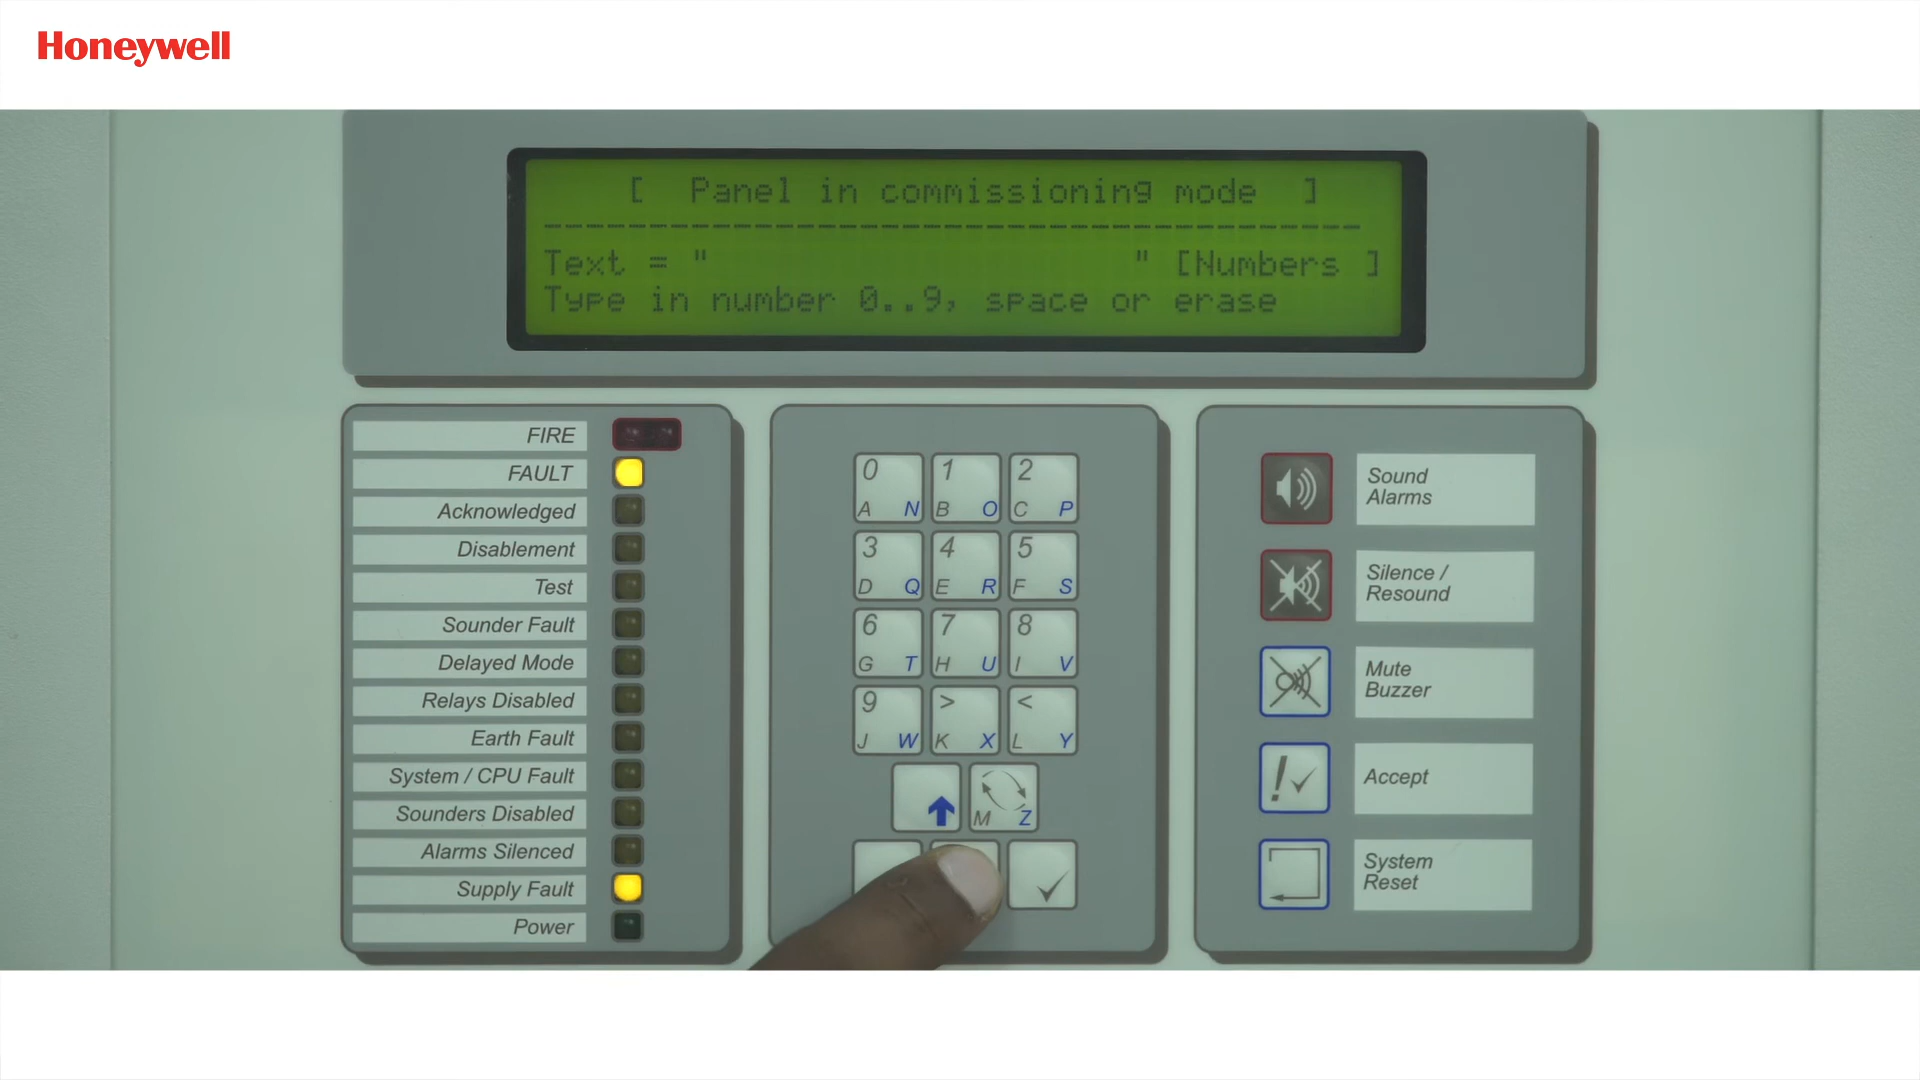 Honeywell
[ Panel in commissioning mode ]
Text = " " [Numbers ]
Type in number 0..9, space or erase
FIRE
FAULT
Acknowledged
Disablement
Test
Sounder Fault
Delayed Mode
Relays Disabled
Earth Fault
System / CPU Fault
Sounders Disabled
Alarms Silenced
Supply Fault
Power
0 1 2
A N B O C P
3 4 5
D Q E R F S
6 7 8
G T H U I V
9 > <
J W K X L Y
M Z
Sound
Alarms
Silence /
Resound
Mute
Buzzer
Accept
System
Reset